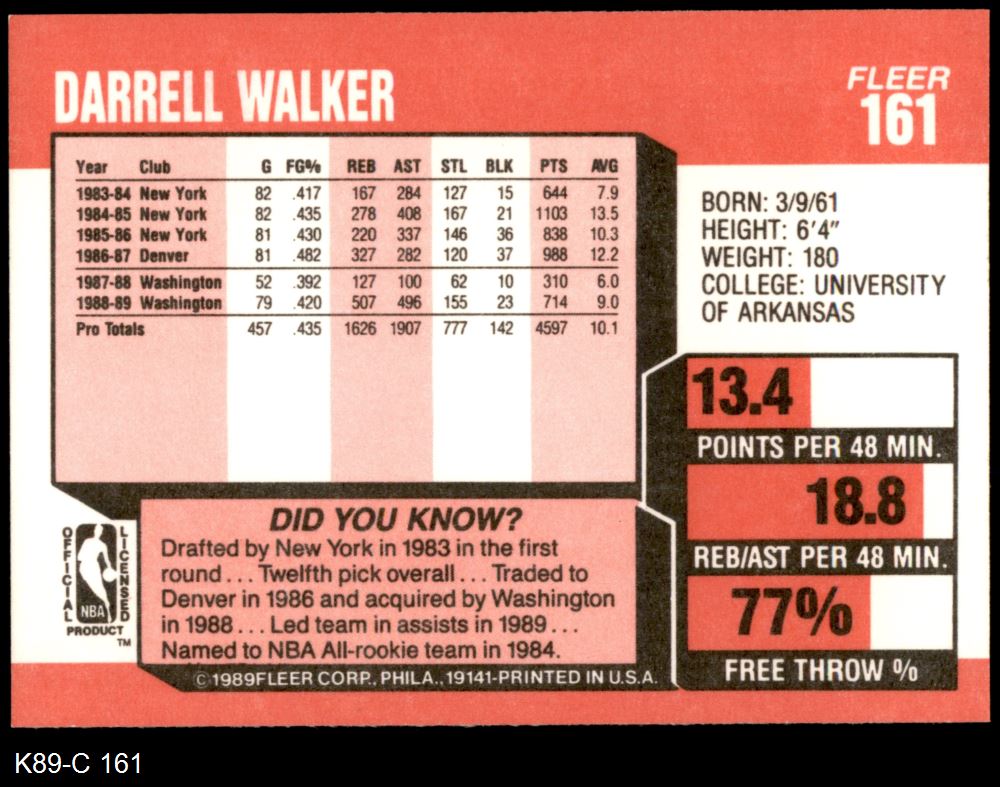 DARRELL WALKER
FLEER
161
Year Club G FG% REB AST STL BLK PTS AVG
1983-84 New York 82 .417 167 284 127 15 644 7.9
1984-85 New York 82 .435 278 408 167 21 1103 13.5
1985-86 New York 81 .430 220 337 146 36 838 10.3
1986-87 Denver 81 .482 327 282 120 37 988 12.2
1987-88 Washington 52 .392 127 100 62 10 310 6.0
1988-89 Washington 79 .420 507 496 155 23 714 9.0
Pro Totals 457 .435 1626 1907 777 142 4597 10.1
BORN: 3/9/61
HEIGHT: 6'4"
WEIGHT: 180
COLLEGE: UNIVERSITY
OF ARKANSAS
13.4
POINTS PER 48 MIN.
18.8
REB/AST PER 48 MIN.
77%
FREE THROW %
OFFICIAL
LICENSED
NBA
PRODUCT
TM
DID YOU KNOW?
Drafted by New York in 1983 in the first
round... Twelfth pick overall... Traded to
Denver in 1986 and acquired by Washington
in 1988... Led team in assists in 1989...
Named to NBA All-rookie team in 1984.
©1989FLEER CORP., PHILA., 19141-PRINTED IN U.S.A.
K89-C 161